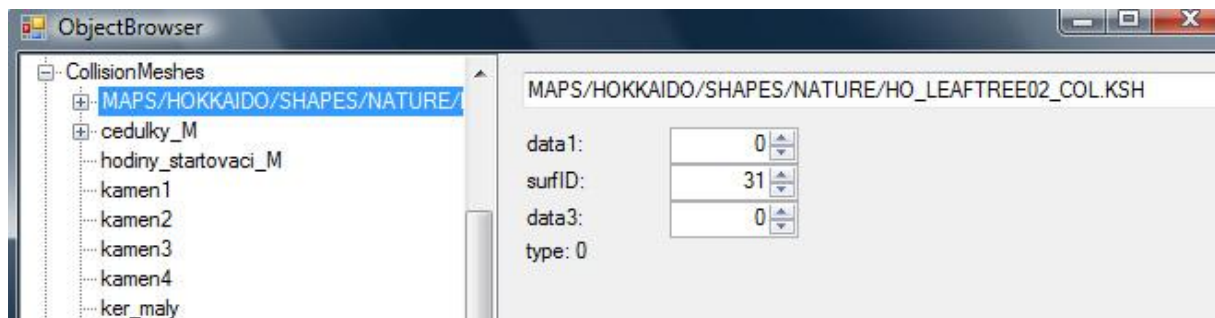 ObjectBrowser
CollisionMeshes
MAPS/HOKKAIDO/SHAPES/NATURE/
cedulky_M
hodiny_startovaci_M
kamen1
kamen2
kamen3
kamen4
ker_maly
MAPS/HOKKAIDO/SHAPES/NATURE/HO_LEAFTREE02_COL.KSH
data1: 0
surfID: 31
data3: 0
type: 0